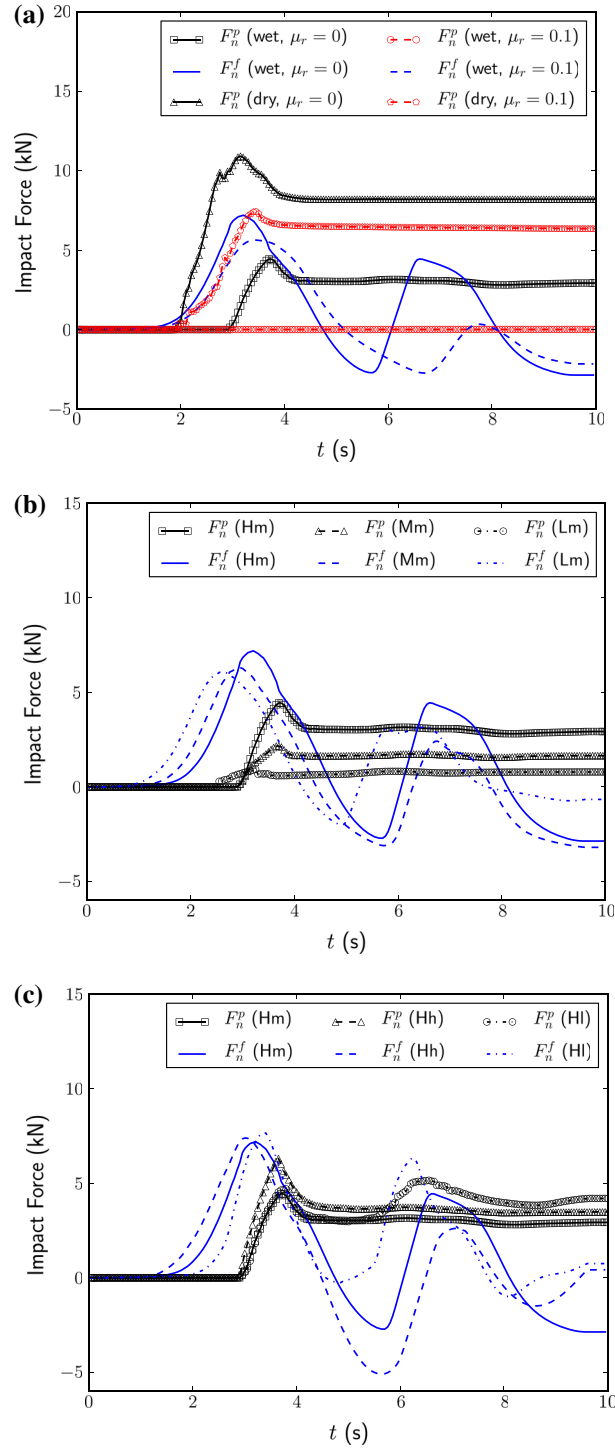 (a)
20
15
10
5
0
−5
Impact Force (kN)
F_n^p (wet, μ_r = 0)
F_n^f (wet, μ_r = 0)
F_n^p (dry, μ_r = 0)
F_n^p (wet, μ_r = 0.1)
F_n^f (wet, μ_r = 0.1)
F_n^p (dry, μ_r = 0.1)
0 2 4 6 8 10
t (s)
(b)
15
10
5
0
−5
Impact Force (kN)
F_n^p (Hm) F_n^p (Mm) F_n^p (Lm)
F_n^f (Hm) F_n^f (Mm) F_n^f (Lm)
0 2 4 6 8 10
t (s)
(c)
15
10
5
0
−5
Impact Force (kN)
F_n^p (Hm) F_n^p (Hh) F_n^p (Hl)
F_n^f (Hm) F_n^f (Hh) F_n^f (Hl)
0 2 4 6 8 10
t (s)